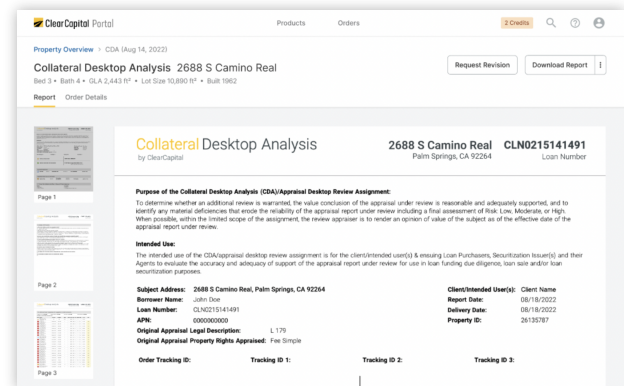 ClearCapital Portal
Products
Orders
2 Credits
Property Overview > CDA (Aug 14, 2022)
Collateral Desktop Analysis 2688 S Camino Real
Bed 3 • Bath 4 • GLA 2,443 ft² • Lot Size 10,890 ft² • Built 1962
Request Revision
Download Report
Report
Order Details
Page 1
Page 2
Page 3
Collateral Desktop Analysis
by ClearCapital
2688 S Camino Real
Palm Springs, CA 92264
CLN0215141491
Loan Number
Purpose of the Collateral Desktop Analysis (CDA)/Appraisal Desktop Review Assignment:
To determine whether an additional review is warranted, the value conclusion of the appraisal under review is reasonable and adequately supported, and to
identify any material deficiencies that erode the reliability of the appraisal report under review including a final assessment of Risk: Low, Moderate, or High.
When possible, within the limited scope of the assignment, the review appraiser is to render an opinion of value of the subject as of the effective date of the
appraisal report under review.
Intended Use:
The intended use of the CDA/appraisal desktop review assignment is for the client/intended user(s) & ensuing Loan Purchasers, Securitization Issuer(s) and their
Agents to evaluate the accuracy and adequacy of support of the appraisal report under review for use in loan funding due diligence, loan sale and/or loan
securitization purposes.
Subject Address: 2688 S Camino Real, Palm Springs, CA 92264
Borrower Name: John Doe
Loan Number: CLN0215141491
APN: 0000000000
Original Appraisal Legal Description: L 179
Original Appraisal Property Rights Appraised: Fee Simple
Client/Intended User(s): Client Name
Report Date: 08/18/2022
Delivery Date: 08/18/2022
Property ID: 26135787
Order Tracking ID: Tracking ID 1: Tracking ID 2: Tracking ID 3: